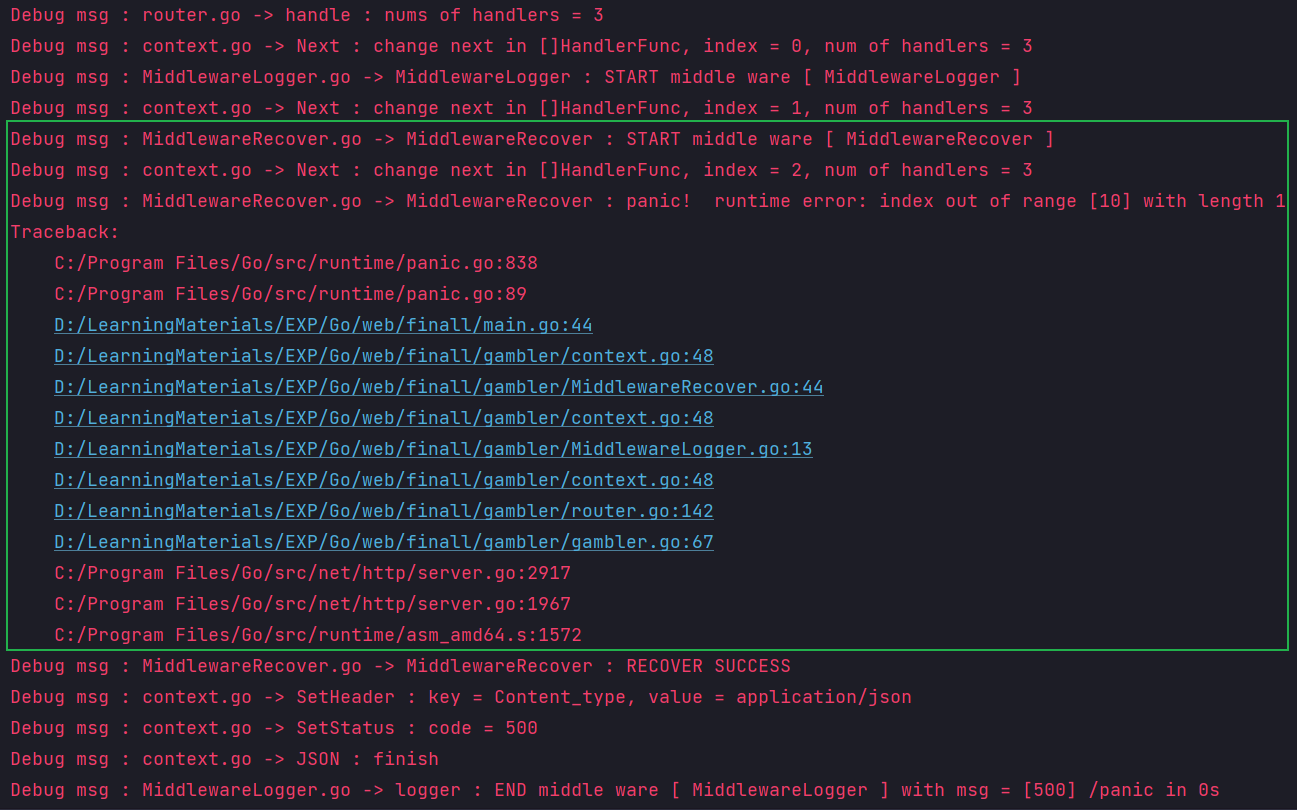 Debug msg : router.go -> handle : nums of handlers = 3
Debug msg : context.go -> Next : change next in []HandlerFunc, index = 0, num of handlers = 3
Debug msg : MiddlewareLogger.go -> MiddlewareLogger : START middle ware [ MiddlewareLogger ]
Debug msg : context.go -> Next : change next in []HandlerFunc, index = 1, num of handlers = 3
Debug msg : MiddlewareRecover.go -> MiddlewareRecover : START middle ware [ MiddlewareRecover ]
Debug msg : context.go -> Next : change next in []HandlerFunc, index = 2, num of handlers = 3
Debug msg : MiddlewareRecover.go -> MiddlewareRecover : panic!  runtime error: index out of range [10] with length 1
Traceback:
    C:/Program Files/Go/src/runtime/panic.go:838
    C:/Program Files/Go/src/runtime/panic.go:89
    D:/LearningMaterials/EXP/Go/web/finall/main.go:44
    D:/LearningMaterials/EXP/Go/web/finall/gambler/context.go:48
    D:/LearningMaterials/EXP/Go/web/finall/gambler/MiddlewareRecover.go:44
    D:/LearningMaterials/EXP/Go/web/finall/gambler/context.go:48
    D:/LearningMaterials/EXP/Go/web/finall/gambler/MiddlewareLogger.go:13
    D:/LearningMaterials/EXP/Go/web/finall/gambler/context.go:48
    D:/LearningMaterials/EXP/Go/web/finall/gambler/router.go:142
    D:/LearningMaterials/EXP/Go/web/finall/gambler/gambler.go:67
    C:/Program Files/Go/src/net/http/server.go:2917
    C:/Program Files/Go/src/net/http/server.go:1967
    C:/Program Files/Go/src/runtime/asm_amd64.s:1572
Debug msg : MiddlewareRecover.go -> MiddlewareRecover : RECOVER SUCCESS
Debug msg : context.go -> SetHeader : key = Content_type, value = application/json
Debug msg : context.go -> SetStatus : code = 500
Debug msg : context.go -> JSON : finish
Debug msg : MiddlewareLogger.go -> logger : END middle ware [ MiddlewareLogger ] with msg = [500] /panic in 0s